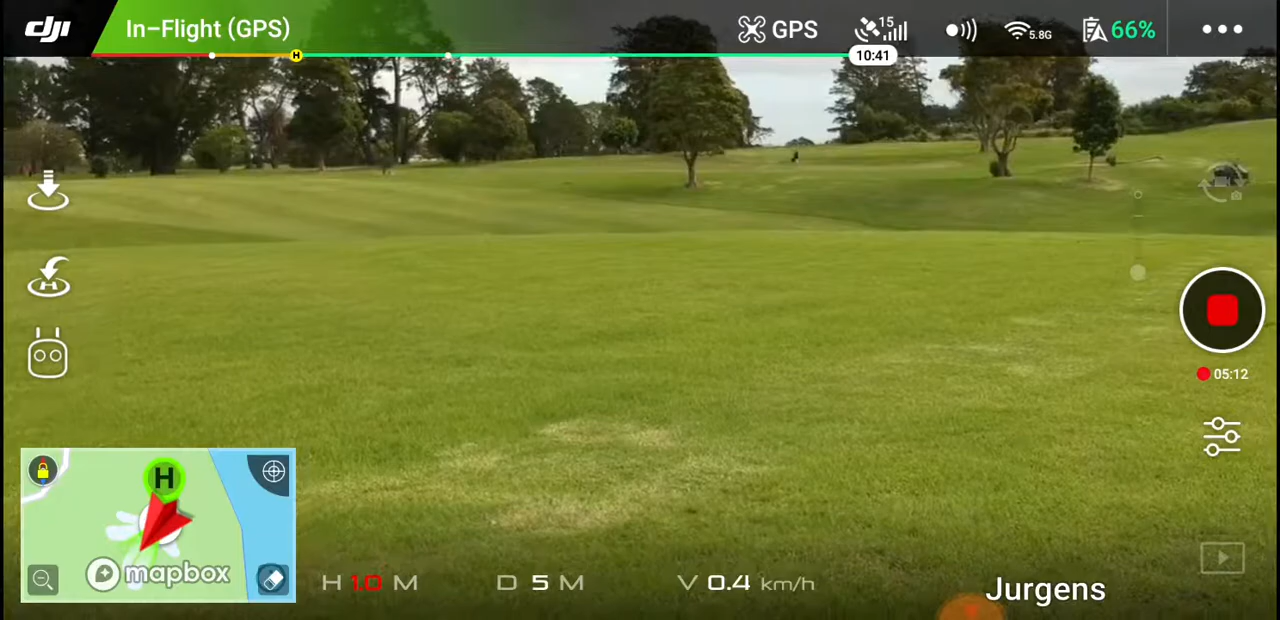 dji In-Flight (GPS) GPS 15 5.8G 66%
H 10:41
05:12
H
mapbox
H 1.0 M D 5 M V 0.4 km/h
Jurgens